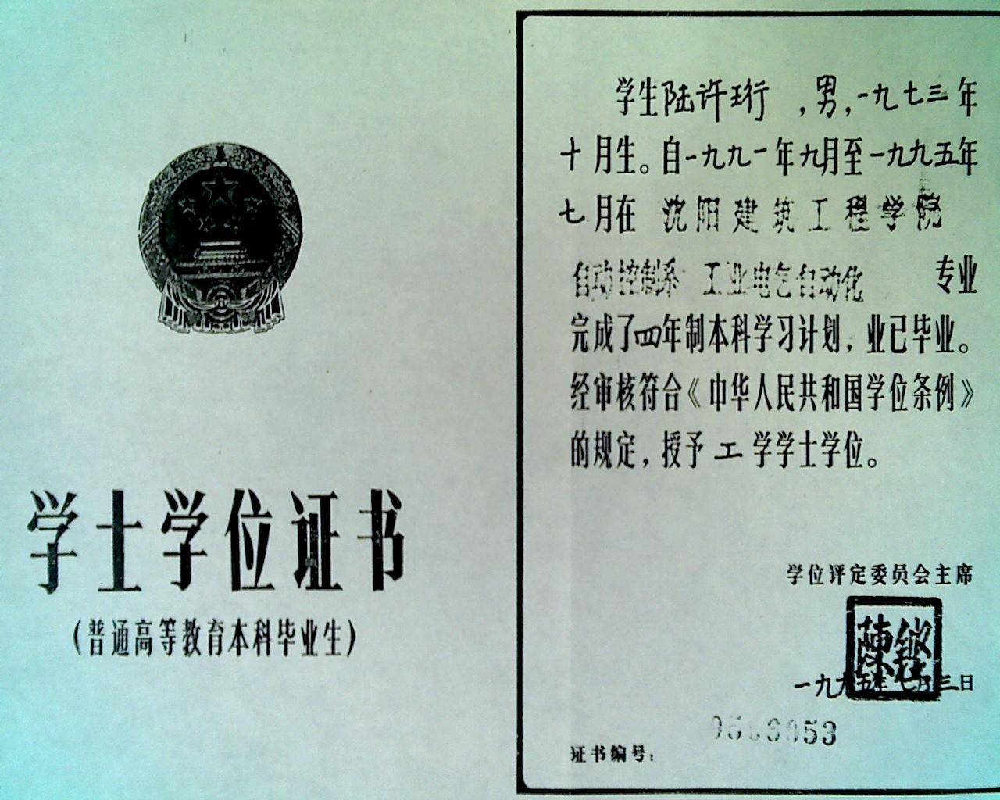 学士学位证书
(普通高等教育本科毕业生)
学生陆许珩,男,一九七三年
十月生。自一九九一年九月至一九九五年
七月在 沈阳建筑工程学院
自动控制系 工业电气自动化 专业
完成了四年制本科学习计划,业已毕业。
经审核符合《中华人民共和国学位条例》
的规定,授予工学学士学位。
学位评定委员会主席
一九九五年七月三日
证书编号: